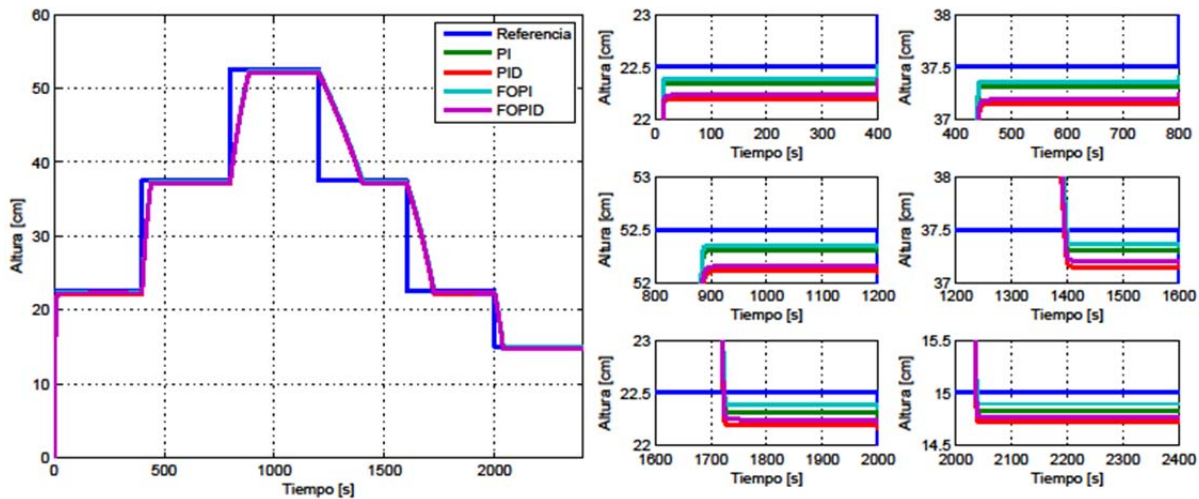 60
50
40
30
20
10
0
Altura [cm]
0 500 1000 1500 2000
Tiempo [s]
Referencia
PI
PID
FOPI
FOPID
23
22.5
22
Altura [cm]
0 100 200 300 400
Tiempo [s]
38
37.5
37
Altura [cm]
400 500 600 700 800
Tiempo [s]
53
52.5
52
Altura [cm]
800 900 1000 1100 1200
Tiempo [s]
38
37.5
37
Altura [cm]
1200 1300 1400 1500 1600
Tiempo [s]
23
22.5
22
Altura [cm]
1600 1700 1800 1900 2000
Tiempo [s]
15.5
15
14.5
Altura [cm]
2000 2100 2200 2300 2400
Tiempo [s]